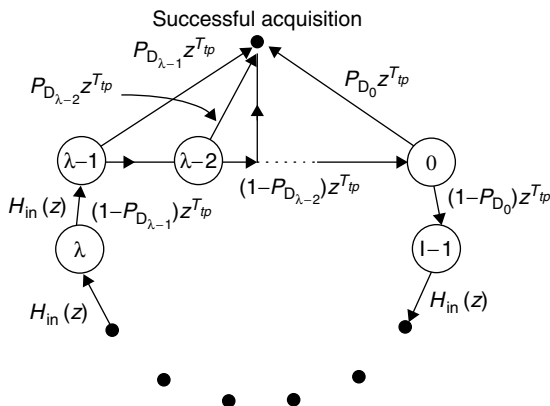 Successful acquisition
P_{D_{λ−1}} z^{T_{tp}}
P_{D_{λ−2}} z^{T_{tp}}
P_{D_0} z^{T_{tp}}
λ−1
λ−2
0
H_{in}(z)
(1−P_{D_{λ−1}})z^{T_{tp}}
(1−P_{D_{λ−2}})z^{T_{tp}}
(1−P_{D_0})z^{T_{tp}}
λ
l−1
H_{in}(z)
H_{in}(z)